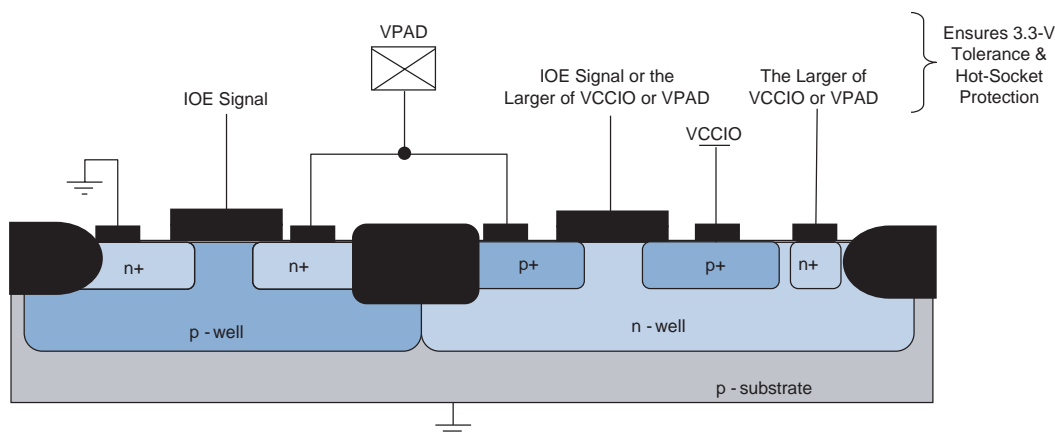 VPAD
Ensures 3.3-V
Tolerance &
Hot-Socket
Protection
IOE Signal
IOE Signal or the
Larger of VCCIO or VPAD
The Larger of
VCCIO or VPAD
VCCIO
n+
n+
p+
p+
n+
p - well
n - well
p - substrate